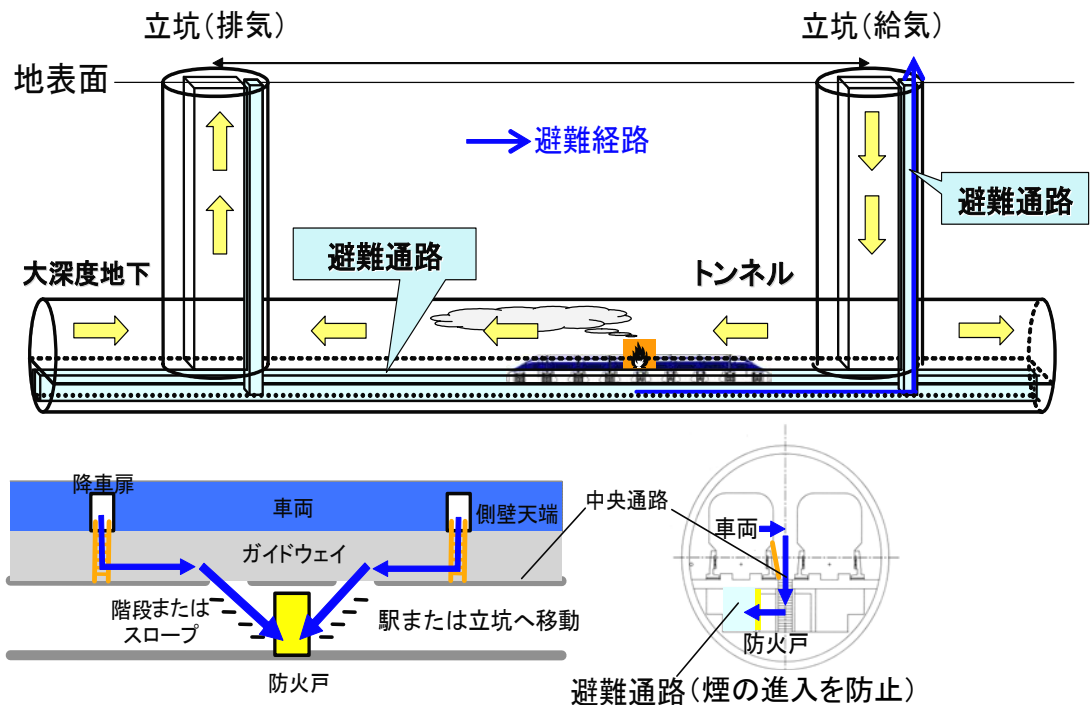 立坑（排気）
立坑（給気）
地表面
避難経路
避難通路
避難通路
大深度地下
トンネル
降車扉
車両
側壁天端
中央通路
ガイドウェイ
階段または
スロープ
駅または立坑へ移動
防火戸
車両
防火戸
避難通路（煙の進入を防止）